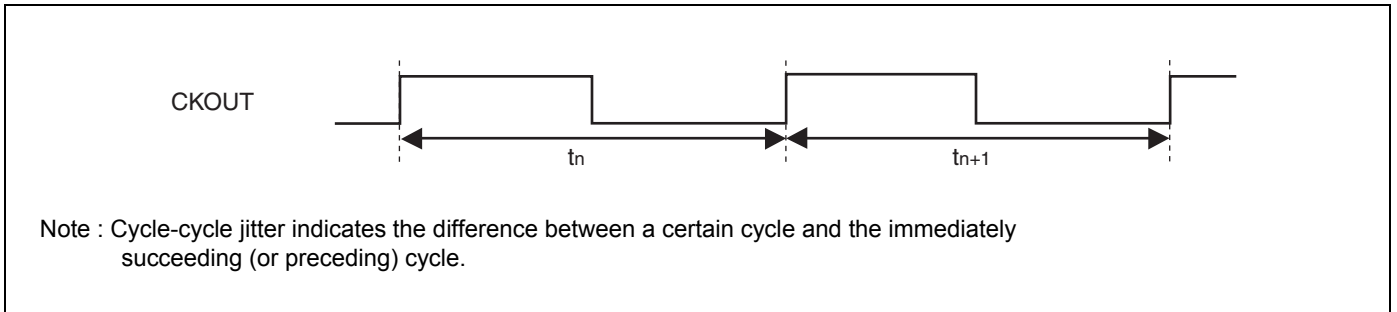 CKOUT
tn
tn+1
Note : Cycle-cycle jitter indicates the difference between a certain cycle and the immediately
succeeding (or preceding) cycle.